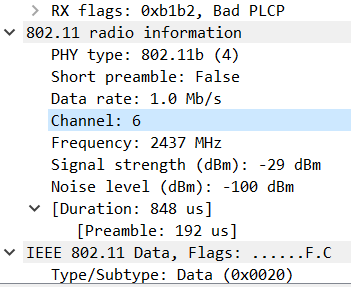 RX flags: 0xb1b2, Bad PLCP
802.11 radio information
PHY type: 802.11b (4)
Short preamble: False
Data rate: 1.0 Mb/s
Channel: 6
Frequency: 2437 MHz
Signal strength (dBm): -29 dBm
Noise level (dBm): -100 dBm
[Duration: 848 us]
[Preamble: 192 us]
IEEE 802.11 Data, Flags: ......F.C
Type/Subtype: Data (0x0020)